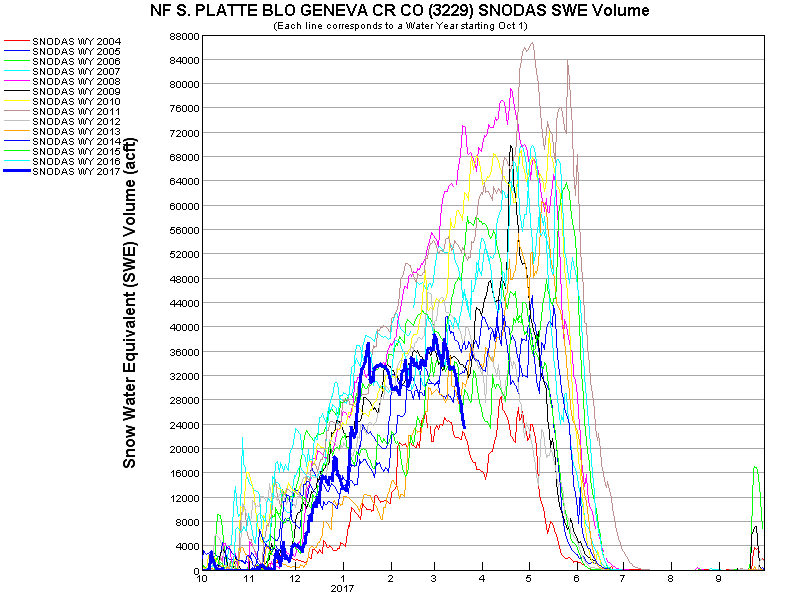 NF S. PLATTE BLO GENEVA CR CO (3229) SNODAS SWE Volume
(Each line corresponds to a Water Year starting Oct 1)
SNODAS WY 2004
SNODAS WY 2005
SNODAS WY 2006
SNODAS WY 2007
SNODAS WY 2008
SNODAS WY 2009
SNODAS WY 2010
SNODAS WY 2011
SNODAS WY 2012
SNODAS WY 2013
SNODAS WY 2014
SNODAS WY 2015
SNODAS WY 2016
SNODAS WY 2017
Snow Water Equivalent (SWE) Volume (acft)
88000
84000
80000
76000
72000
68000
64000
60000
56000
52000
48000
44000
40000
36000
32000
28000
24000
20000
16000
12000
8000
4000
0
10 11 12 1 2 3 4 5 6 7 8 9
2017